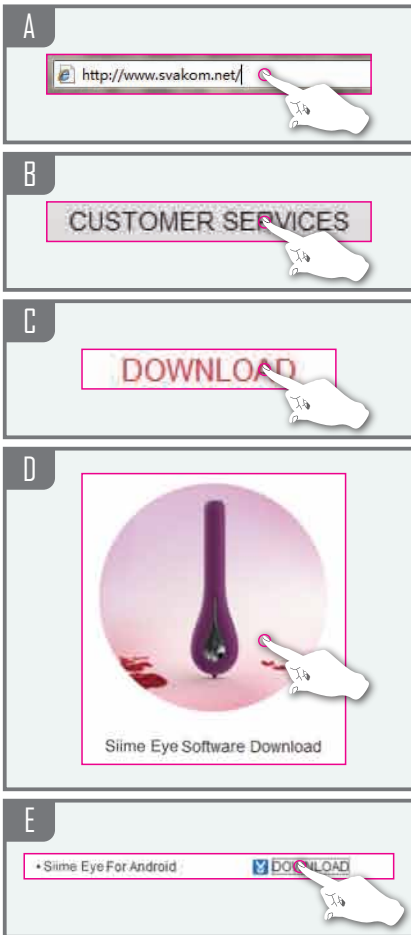 A
http://www.svakom.net/
B
CUSTOMER SERVICES
C
DOWNLOAD
D
Siime Eye Software Download
E
• Siime Eye For Android DOWNLOAD